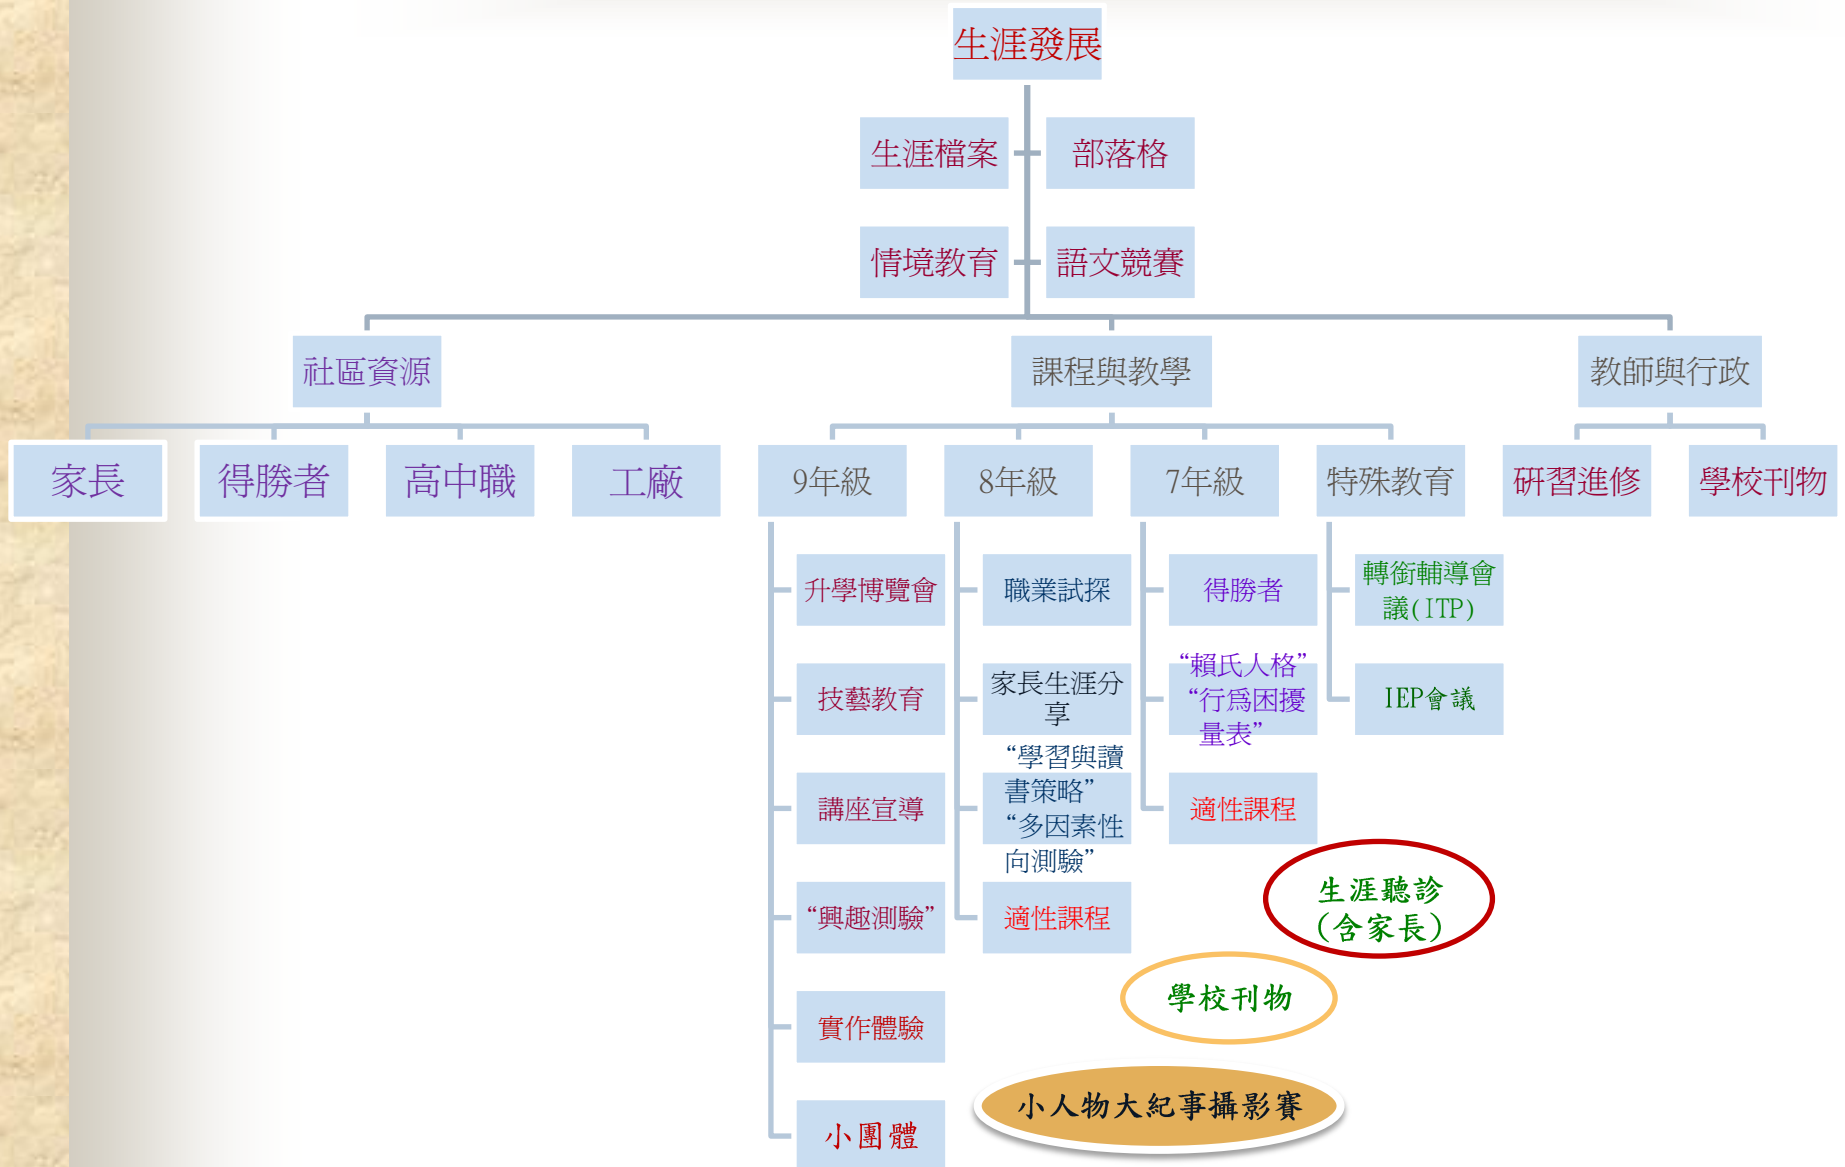 生涯發展
生涯檔案
部落格
情境教育
語文競賽
社區資源
課程與教學
教師與行政
家長
得勝者
高中職
工廠
9年級
8年級
7年級
特殊教育
研習進修
學校刊物
升學博覽會
技藝教育
講座宣導
“興趣測驗”
實作體驗
小團體
職業試探
家長生涯分
享
“學習與讀
書策略”
“多因素性
向測驗”
適性課程
得勝者
“賴氏人格”
“行為困擾
量表”
適性課程
轉銜輔導會
議(ITP)
IEP會議
生涯聽診
(含家長)
學校刊物
小人物大紀事攝影賽